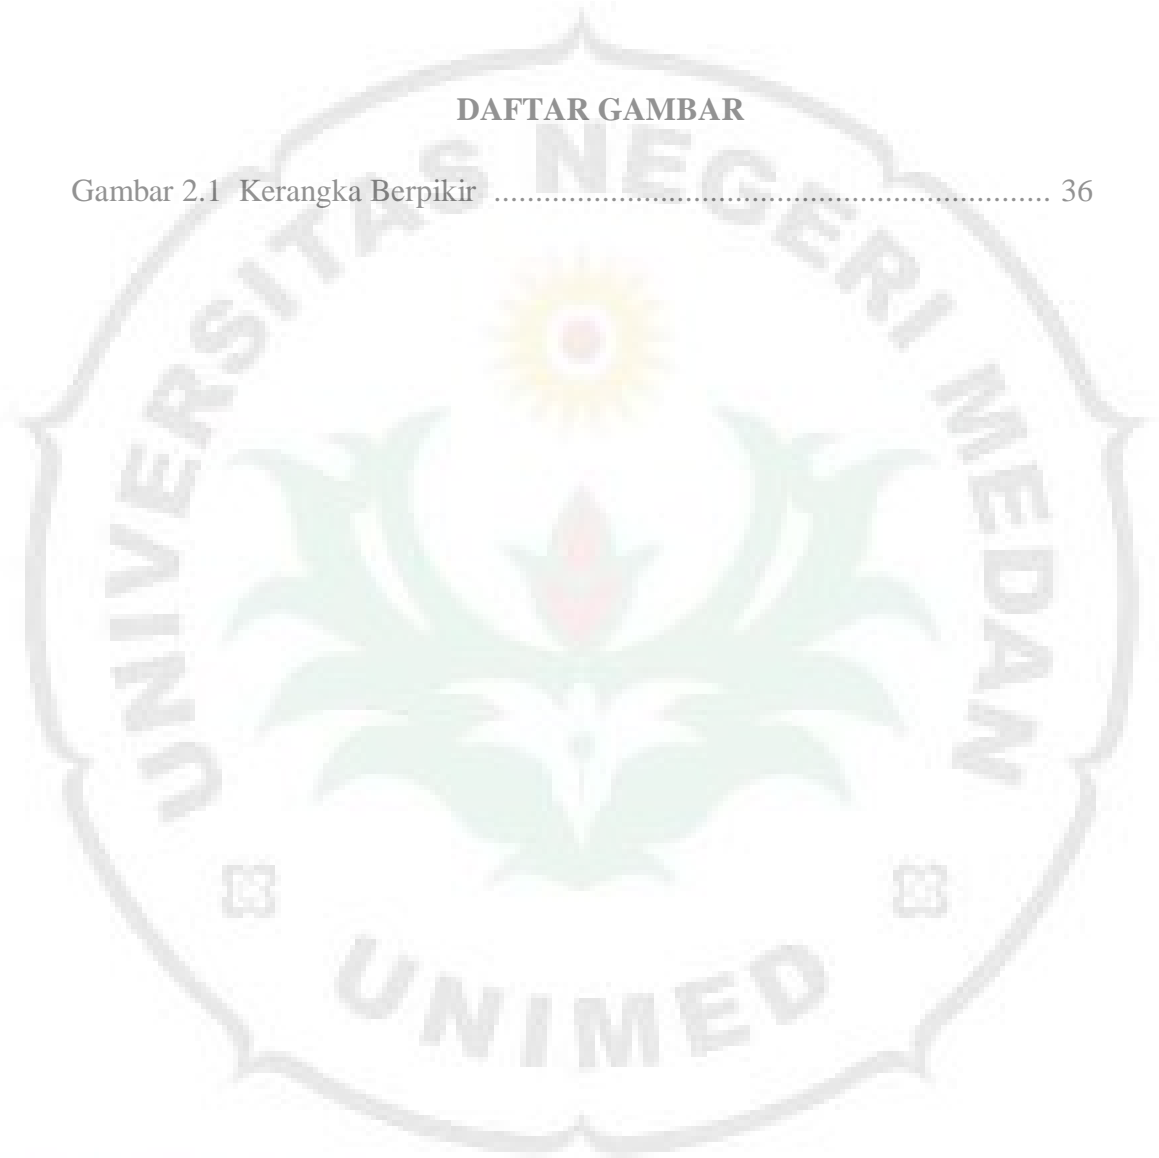 DAFTAR GAMBAR
Gambar 2.1 Kerangka Berpikir ................................................................... 36
UNIVERSITAS NEGERI MEDAN
UNIMED